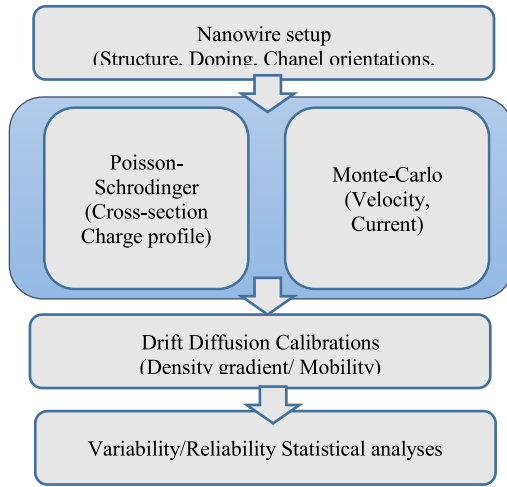 Nanowire setup
(Structure, Doping, Chanel orientations,
Poisson-
Schrodinger
(Cross-section
Charge profile)
Monte-Carlo
(Velocity,
Current)
Drift Diffusion Calibrations
(Density gradient/ Mobility)
Variability/Reliability Statistical analyses